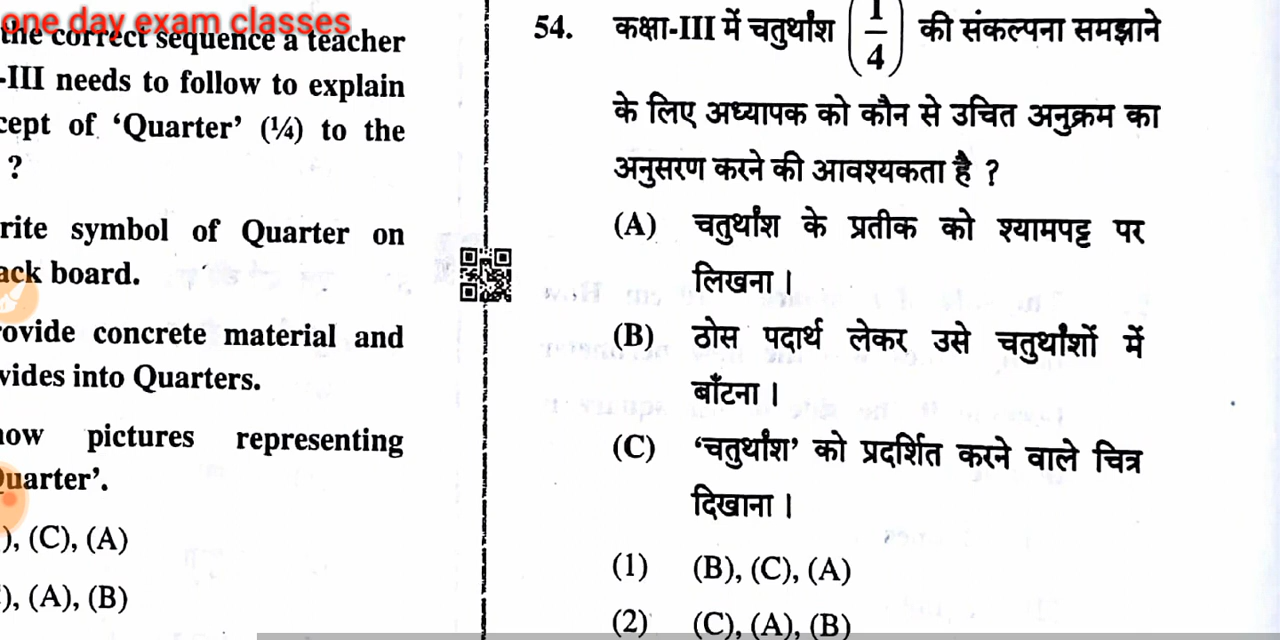 one day exam classes
the correct sequence a teacher
-III needs to follow to explain
cept of ‘Quarter’ (¼) to the
?
rite symbol of Quarter on
ack board.
rovide concrete material and
vides into Quarters.
how pictures representing
Quarter’.
), (C), (A)
), (A), (B)
54. कक्षा-III में चतुर्थांश (1/4) की संकल्पना समझाने
के लिए अध्यापक को कौन से उचित अनुक्रम का
अनुसरण करने की आवश्यकता है ?
(A) चतुर्थांश के प्रतीक को श्यामपट्ट पर
लिखना ।
(B) ठोस पदार्थ लेकर उसे चतुर्थांशों में
बाँटना ।
(C) ‘चतुर्थांश’ को प्रदर्शित करने वाले चित्र
दिखाना ।
(1) (B), (C), (A)
(2) (C), (A), (B)